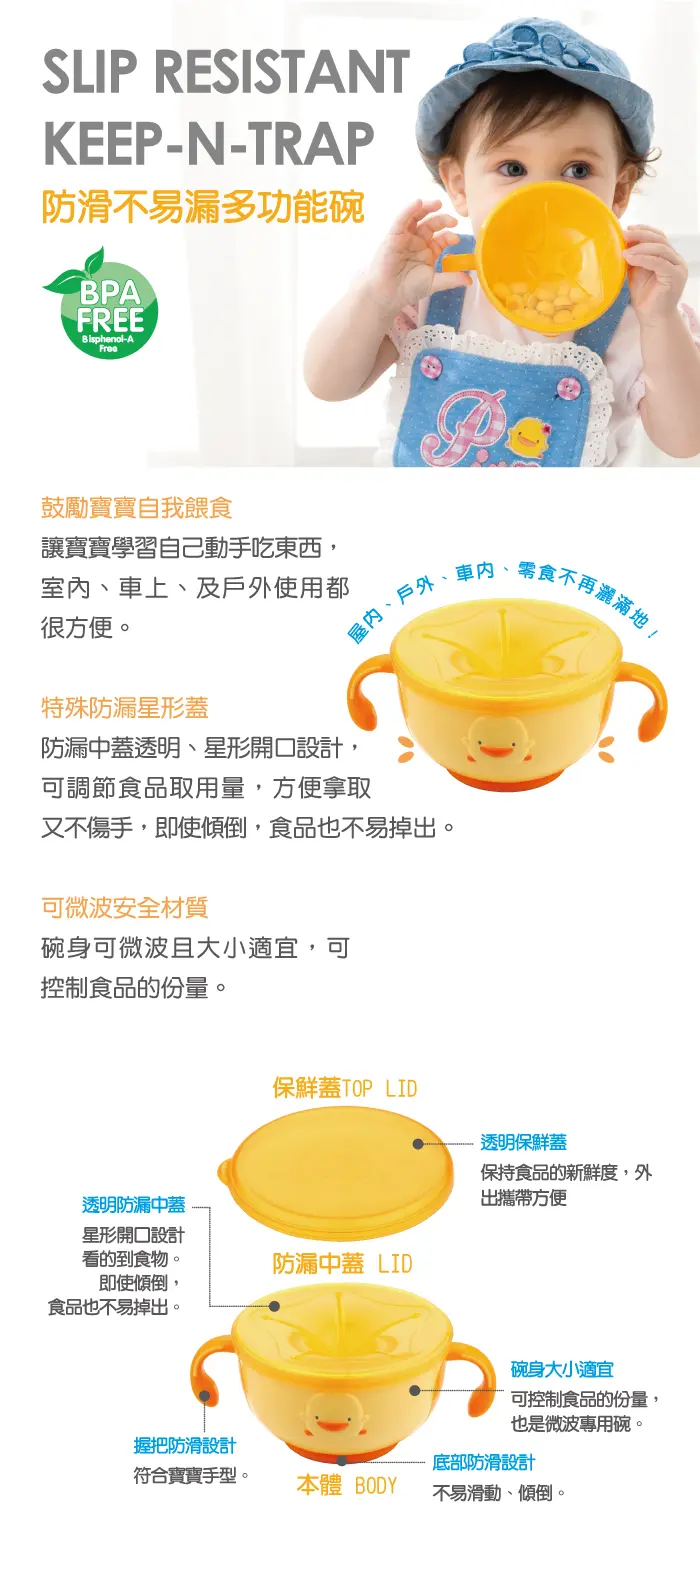 SLIP RESISTANT
KEEP-N-TRAP
防滑不易漏多功能碗
BPA
FREE
Bisphenol-A
Free
鼓勵寶寶自我餵食
讓寶寶學習自己動手吃東西，
室內、車上、及戶外使用都
很方便。
屋內、戶外、車內、零食不再灑滿地！
特殊防漏星形蓋
防漏中蓋透明、星形開口設計，
可調節食品取用量，方便拿取
又不傷手，即使傾倒，食品也不易掉出。
可微波安全材質
碗身可微波且大小適宜，可
控制食品的份量。
保鮮蓋TOP LID
透明保鮮蓋
保持食品的新鮮度，外
出攜帶方便
透明防漏中蓋
星形開口設計
看的到食物。
即使傾倒，
食品也不易掉出。
防漏中蓋 LID
碗身大小適宜
可控制食品的份量，
也是微波專用碗。
握把防滑設計
符合寶寶手型。
本體 BODY
底部防滑設計
不易滑動、傾倒。